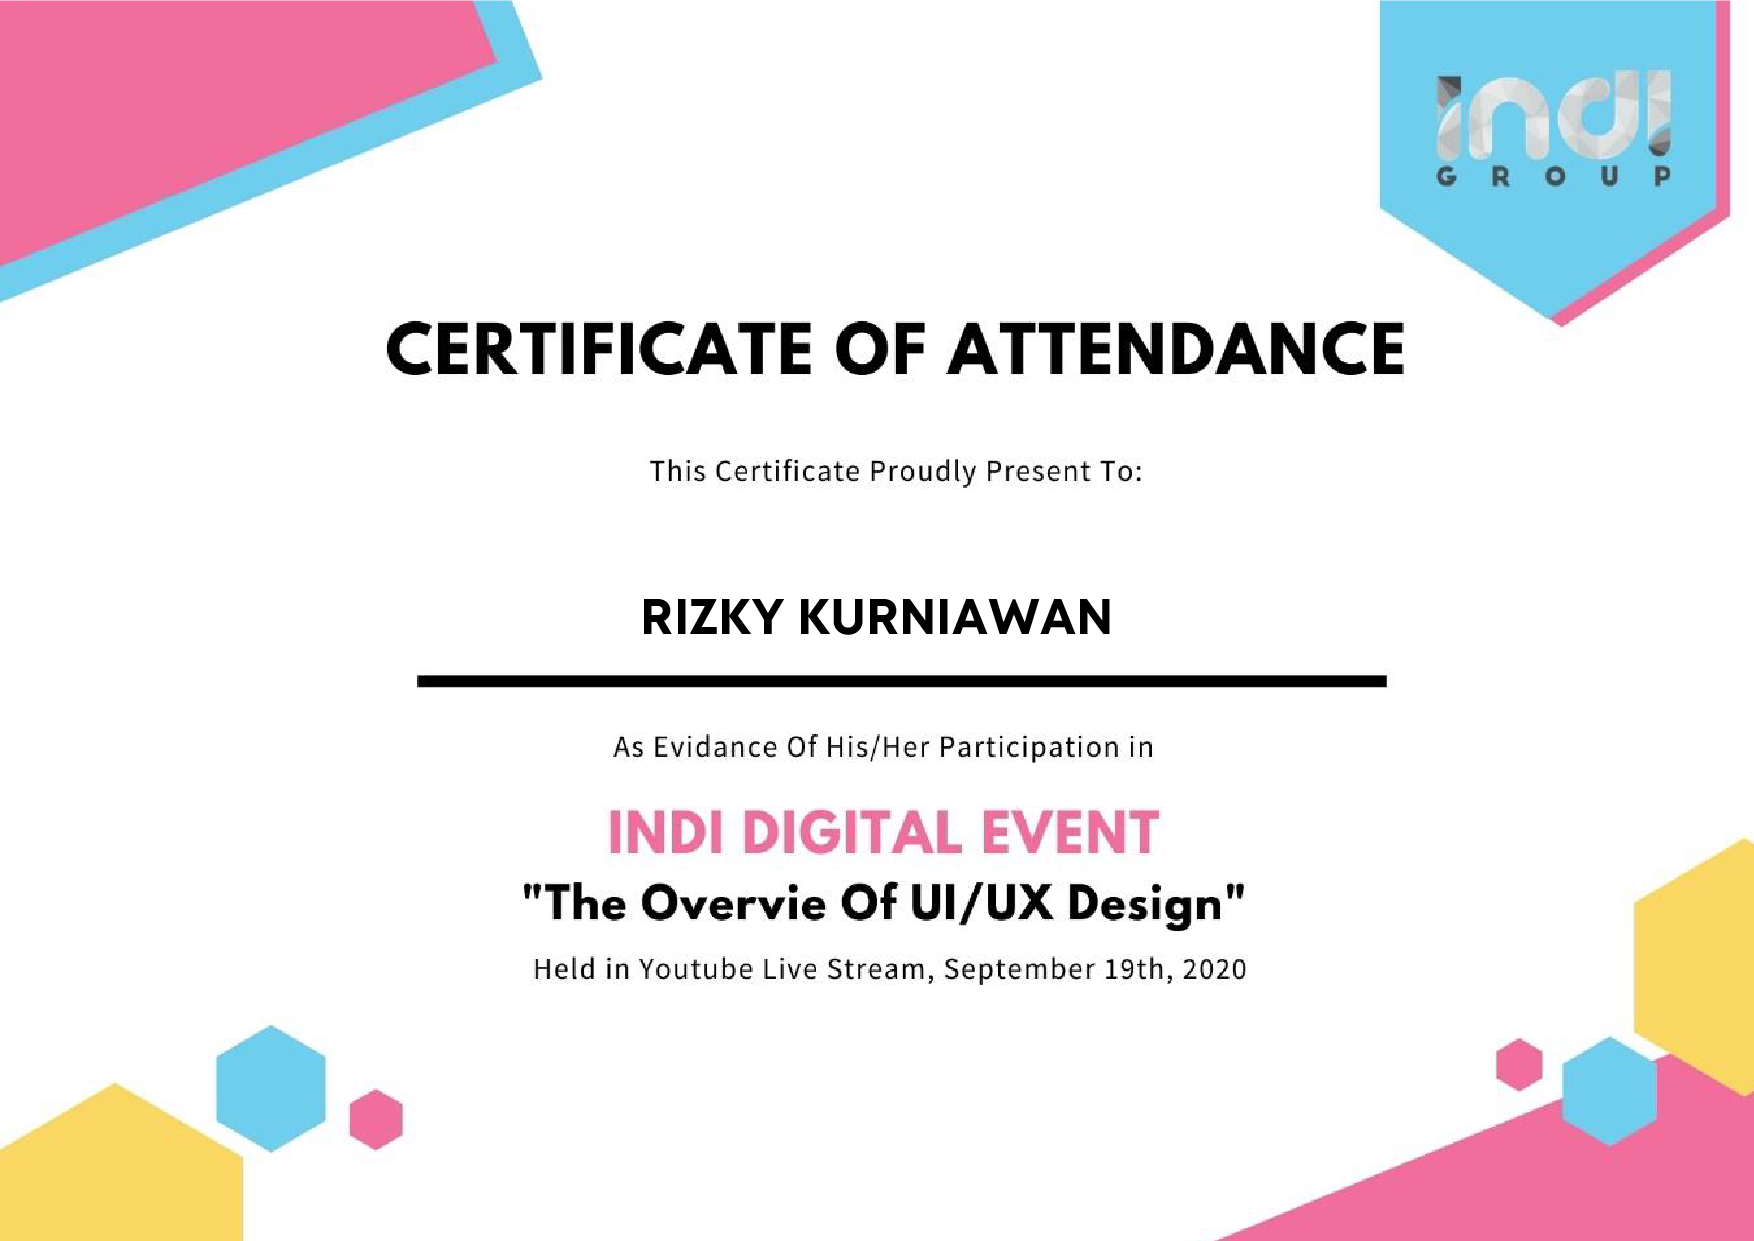 indi
GROUP
CERTIFICATE OF ATTENDANCE
This Certificate Proudly Present To:
RIZKY KURNIAWAN
As Evidance Of His/Her Participation in
INDI DIGITAL EVENT
"The Overvie Of UI/UX Design"
Held in Youtube Live Stream, September 19th, 2020